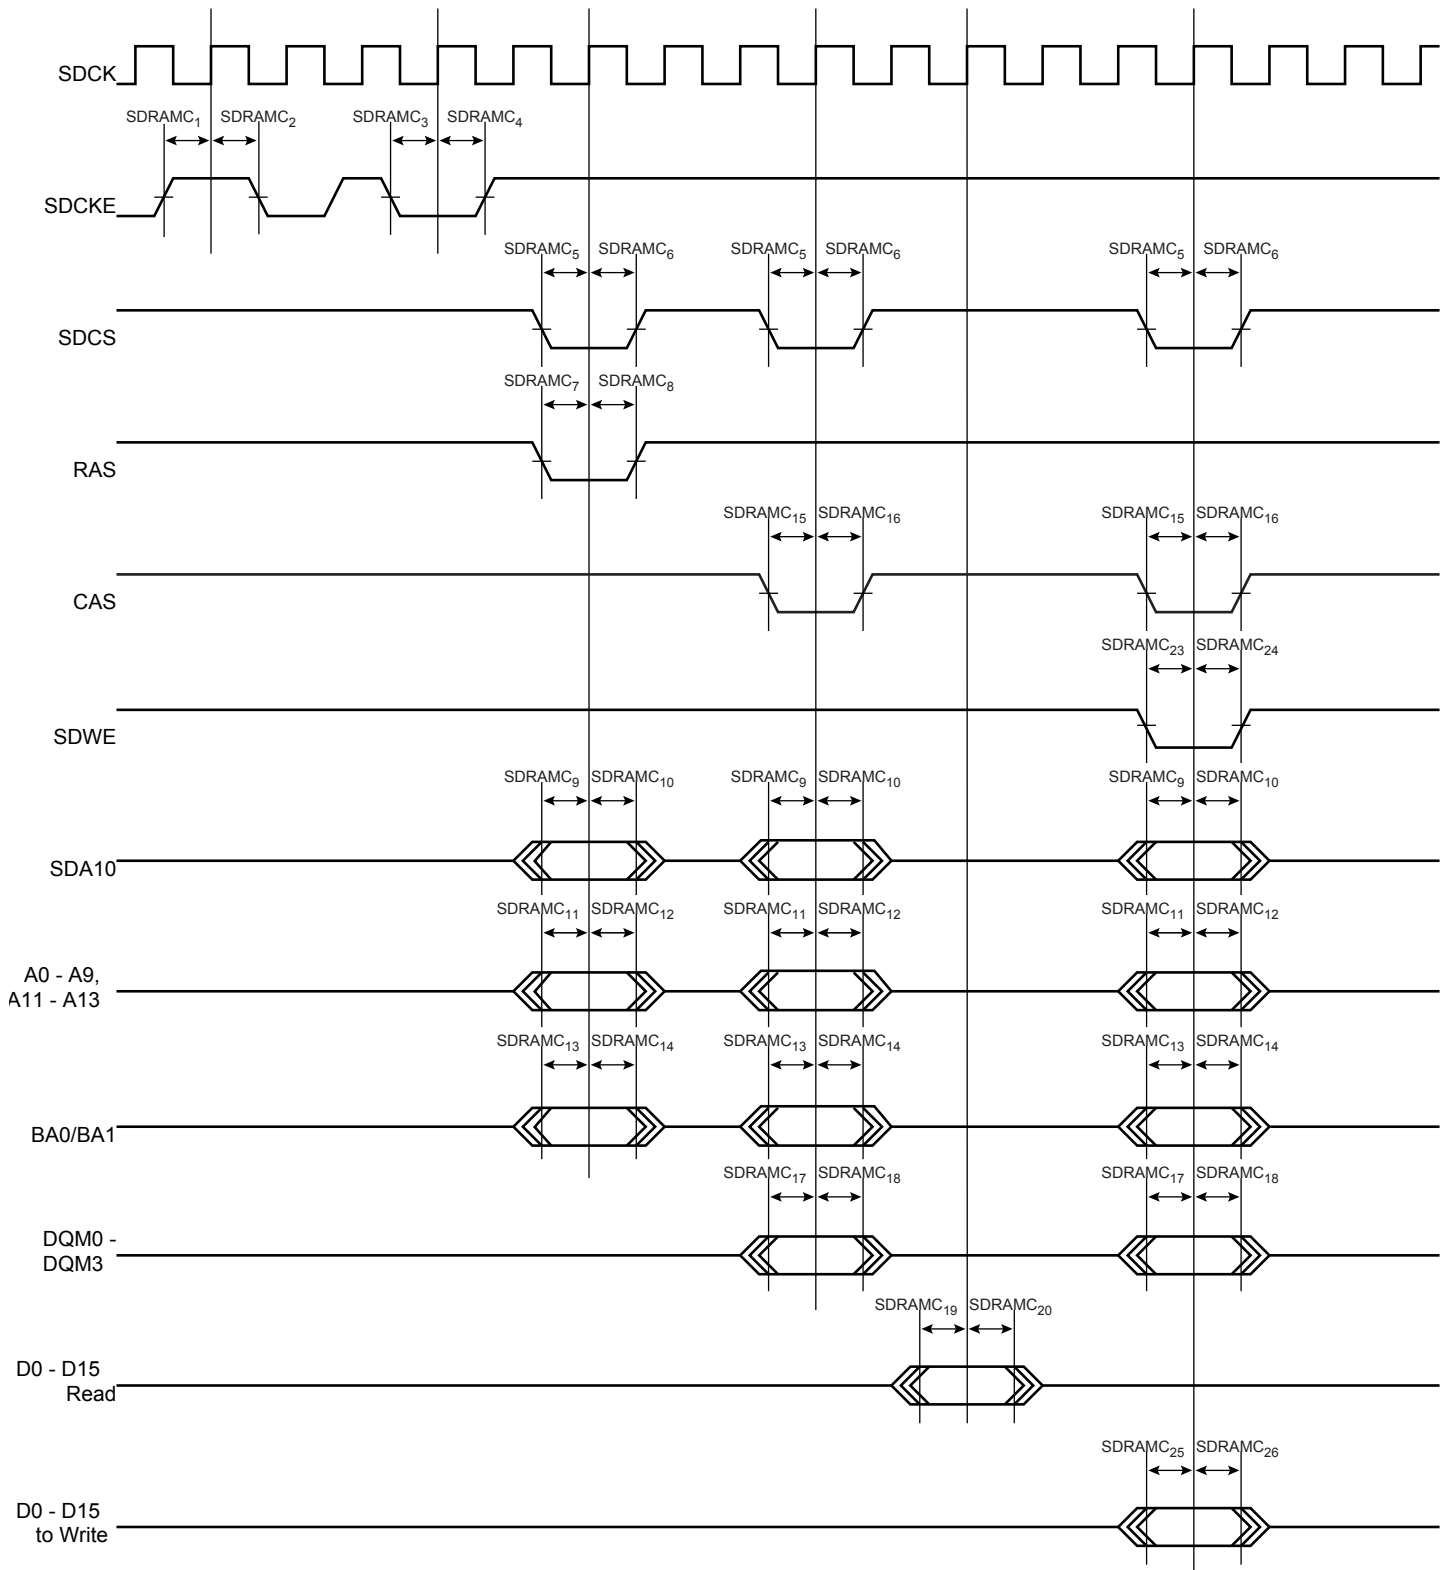 SDCK
SDRAMC1 SDRAMC2 SDRAMC3 SDRAMC4
SDCKE
SDRAMC5 SDRAMC6 SDRAMC5 SDRAMC6 SDRAMC5 SDRAMC6
SDCS
SDRAMC7 SDRAMC8
RAS
SDRAMC15 SDRAMC16 SDRAMC15 SDRAMC16
CAS
SDRAMC23 SDRAMC24
SDWE
SDRAMC9 SDRAMC10 SDRAMC9 SDRAMC10 SDRAMC9 SDRAMC10
SDA10
SDRAMC11 SDRAMC12 SDRAMC11 SDRAMC12 SDRAMC11 SDRAMC12
A0 - A9,
A11 - A13
SDRAMC13 SDRAMC14 SDRAMC13 SDRAMC14 SDRAMC13 SDRAMC14
BA0/BA1
SDRAMC17 SDRAMC18 SDRAMC17 SDRAMC18
DQM0 -
DQM3
SDRAMC19 SDRAMC20
D0 - D15
Read
SDRAMC25 SDRAMC26
D0 - D15
to Write